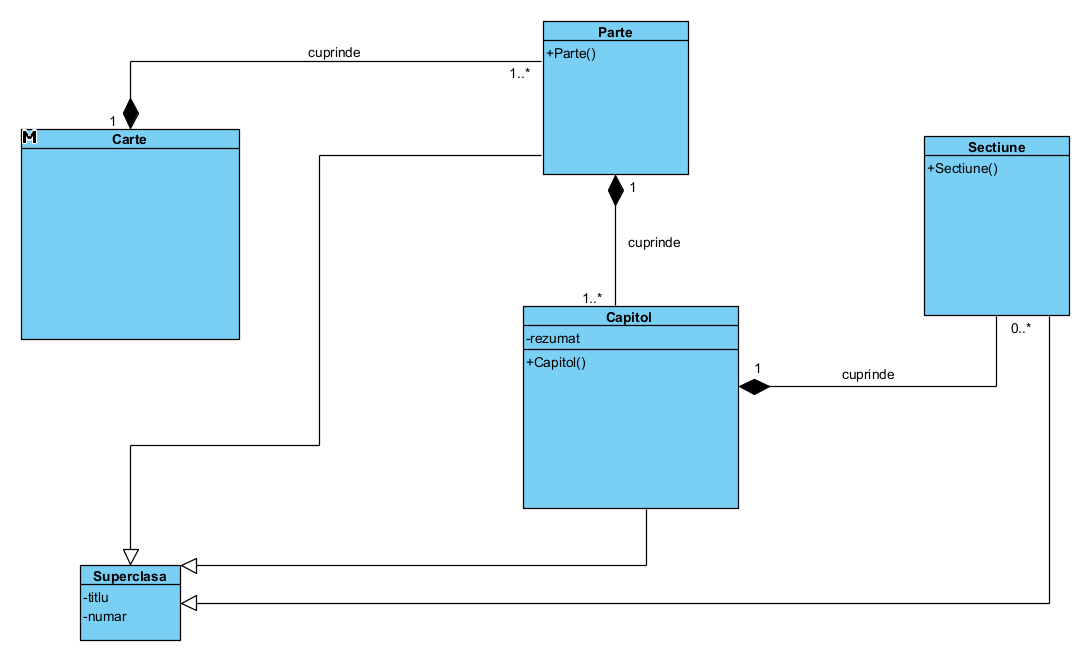 Parte
+Parte()
cuprinde
1..*
1
M
Carte
Sectiune
+Sectiune()
1
cuprinde
1..*
Capitol
-rezumat
+Capitol()
0..*
1
cuprinde
Superclasa
-titlu
-numar